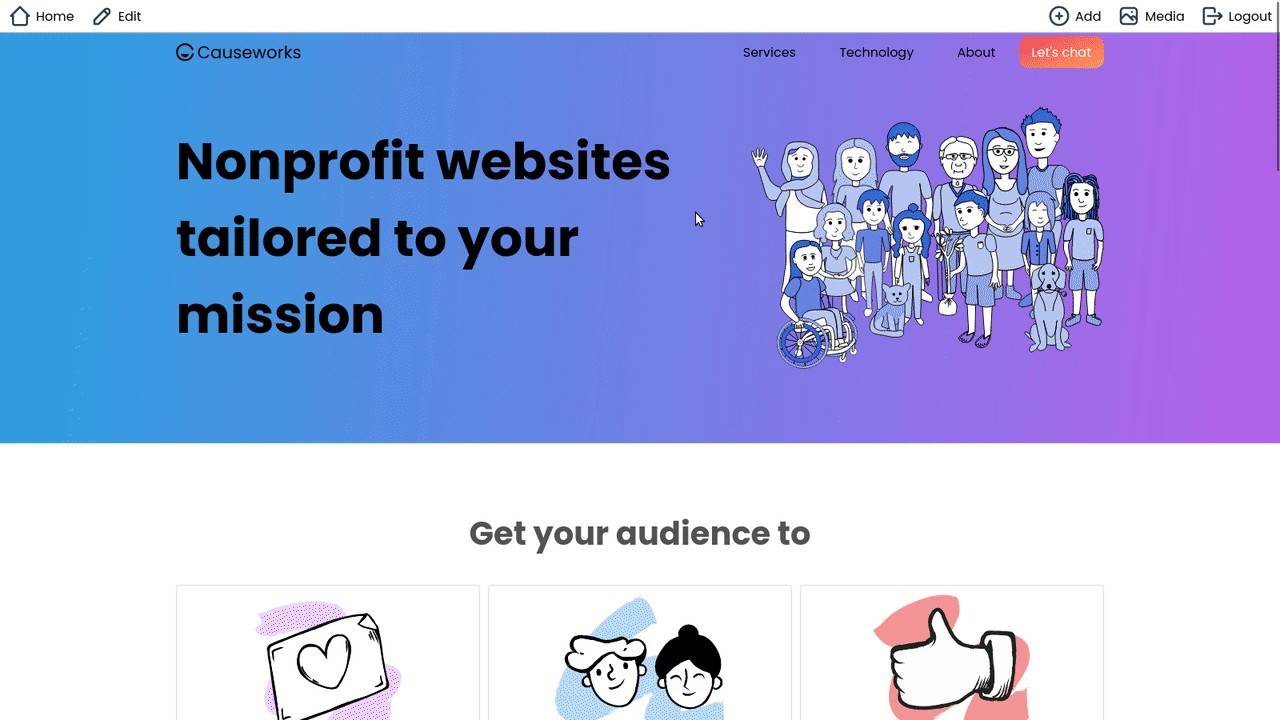 Home Edit Add Media Logout
Causeworks Services Technology About Let's chat
Nonprofit websites
tailored to your
mission
Get your audience to